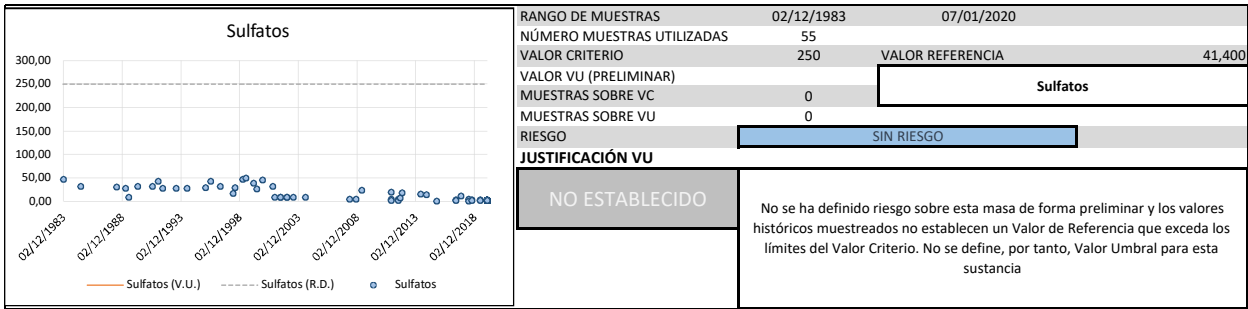 Sulfatos
300,00
250,00
200,00
150,00
100,00
50,00
0,00
02/12/1983
02/12/1988
02/12/1993
02/12/1998
02/12/2003
02/12/2008
02/12/2013
02/12/2018
Sulfatos (V.U.) Sulfatos (R.D.) Sulfatos
RANGO DE MUESTRAS 02/12/1983 07/01/2020
NÚMERO MUESTRAS UTILIZADAS 55
VALOR CRITERIO 250 VALOR REFERENCIA 41,400
VALOR VU (PRELIMINAR)
Sulfatos
MUESTRAS SOBRE VC 0
MUESTRAS SOBRE VU 0
RIESGO SIN RIESGO
JUSTIFICACIÓN VU
NO ESTABLECIDO
No se ha definido riesgo sobre esta masa de forma preliminar y los valores
históricos muestreados no establecen un Valor de Referencia que exceda los
límites del Valor Criterio. No se define, por tanto, Valor Umbral para esta
sustancia